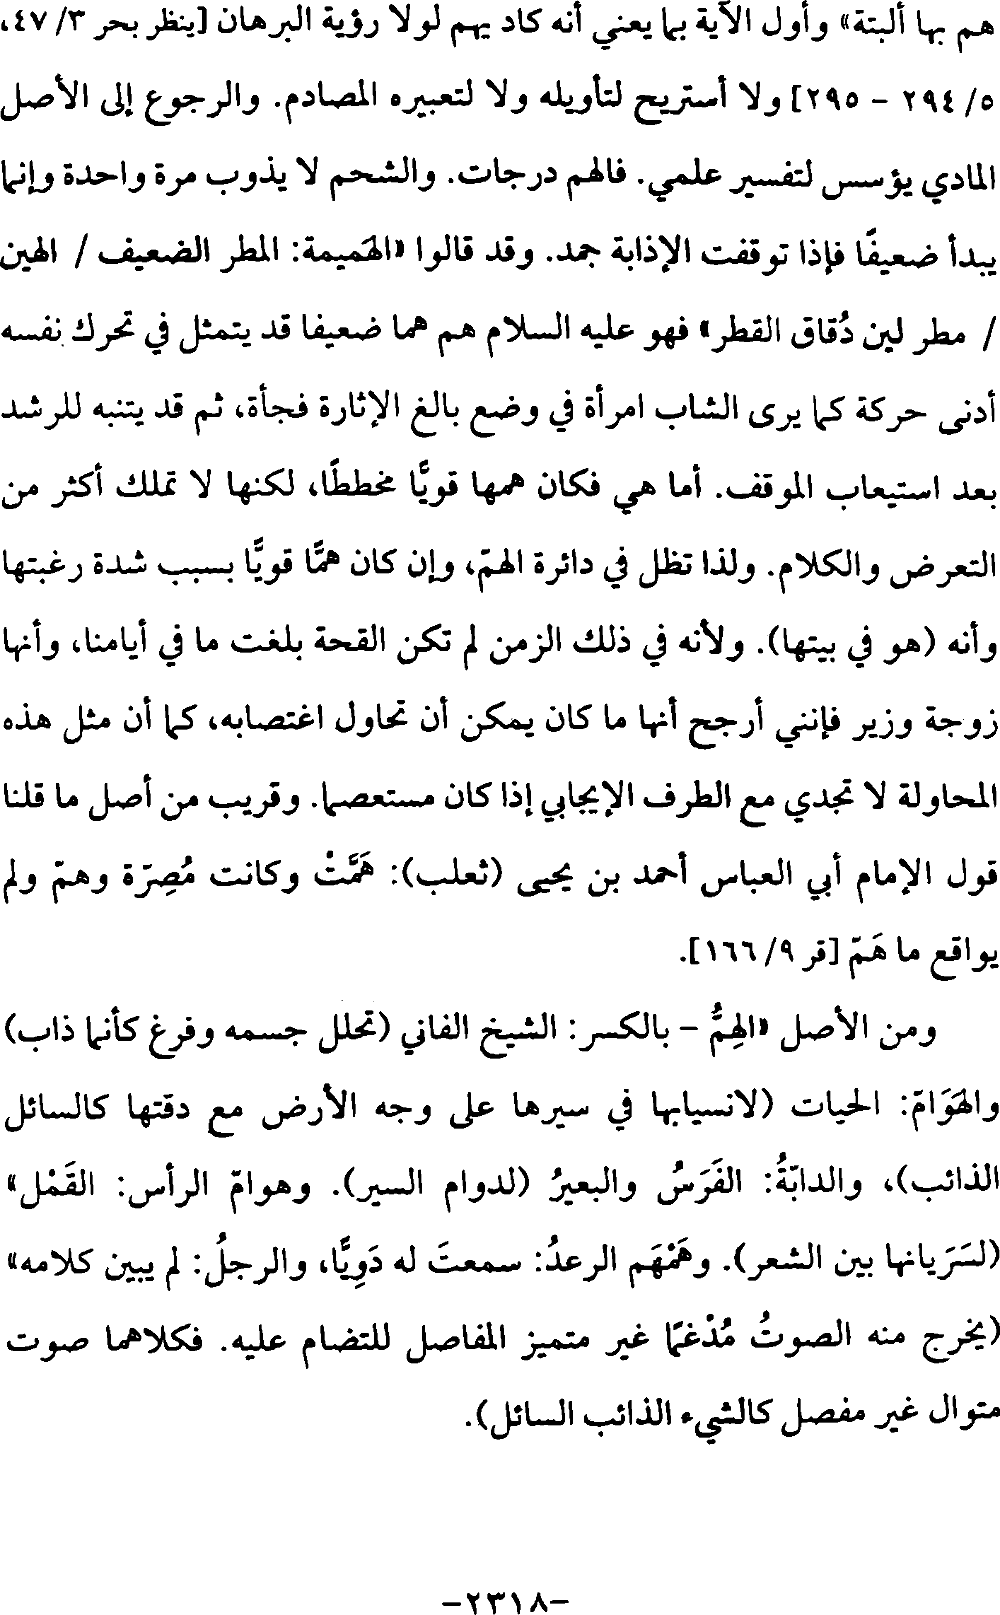 هم بها ألبتة» وأول الآية بما يعني أنه كاد يهم لولا رؤية البرهان [ينظر بحر ٣/ ٤٧،
٥/ ٢٩٤ – ٢٩٥] ولا أستريح لتأويله ولا لتعبيره المصادم. والرجوع إلى الأصل
المادي يؤسس لتفسير علمي. فالهم درجات. والشحم لا يذوب مرة واحدة وإنما
يبدأ ضعيفًا فإذا توقفت الإذابة جمد. وقد قالوا «الهَميمة: المطر الضعيف / الهين
/ مطر لين دُقاق القطر» فهو عليه السلام هم هما ضعيفا قد يتمثل في تحرك نفسه
أدنى حركة كما يرى الشاب امرأة في وضع بالغ الإثارة فجأة، ثم قد يتنبه للرشد
بعد استيعاب الموقف. أما هي فكان همها قويًّا مخططًا، لكنها لا تملك أكثر من
التعرض والكلام. ولذا تظل في دائرة الهمّ، وإن كان همًّا قويًّا بسبب شدة رغبتها
وأنه (هو في بيتها). ولأنه في ذلك الزمن لم تكن القحة بلغت ما في أيامنا، وأنها
زوجة وزير فإنني أرجح أنها ما كان يمكن أن تحاول اغتصابه، كما أن مثل هذه
المحاولة لا تجدي مع الطرف الإيجابي إذا كان مستعصما. وقريب من أصل ما قلنا
قول الإمام أبي العباس أحمد بن يحيى (ثعلب): هَمَّتْ وكانت مُصِرّة وهمّ ولم
يواقع ما هَمّ [قر ٩/ ١٦٦].
ومن الأصل «الهِمُّ – بالكسر: الشيخ الفاني (تحلل جسمه وفرغ كأنما ذاب)
والهَوَامّ: الحيات (لانسيابها في سيرها على وجه الأرض مع دقتها كالسائل
الذائب)، والدابّةُ: الفَرَسُ والبعيرُ (لدوام السير). وهوامّ الرأس: القَمْل»
(لسَرَيانها بين الشعر). وهَمْهَم الرعدُ: سمعتَ له دَوِيًّا، والرجلُ: لم يبين كلامه»
(يخرج منه الصوتُ مُدْغمًا غير متميز المفاصل للتضام عليه. فكلاهما صوت
متوال غير مفصل كالشيء الذائب السائل).
–٢٣١٨–